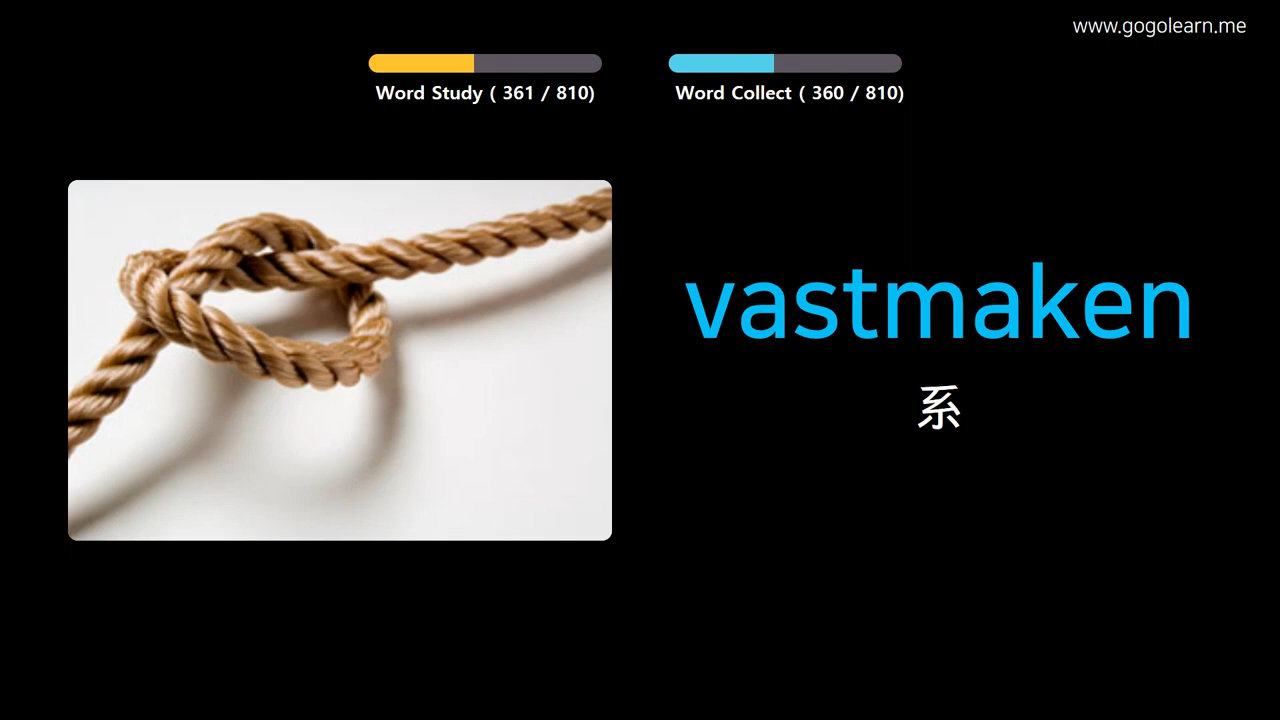 www.gogolearn.me
Word Study ( 361 / 810)
Word Collect ( 360 / 810)
vastmaken
系